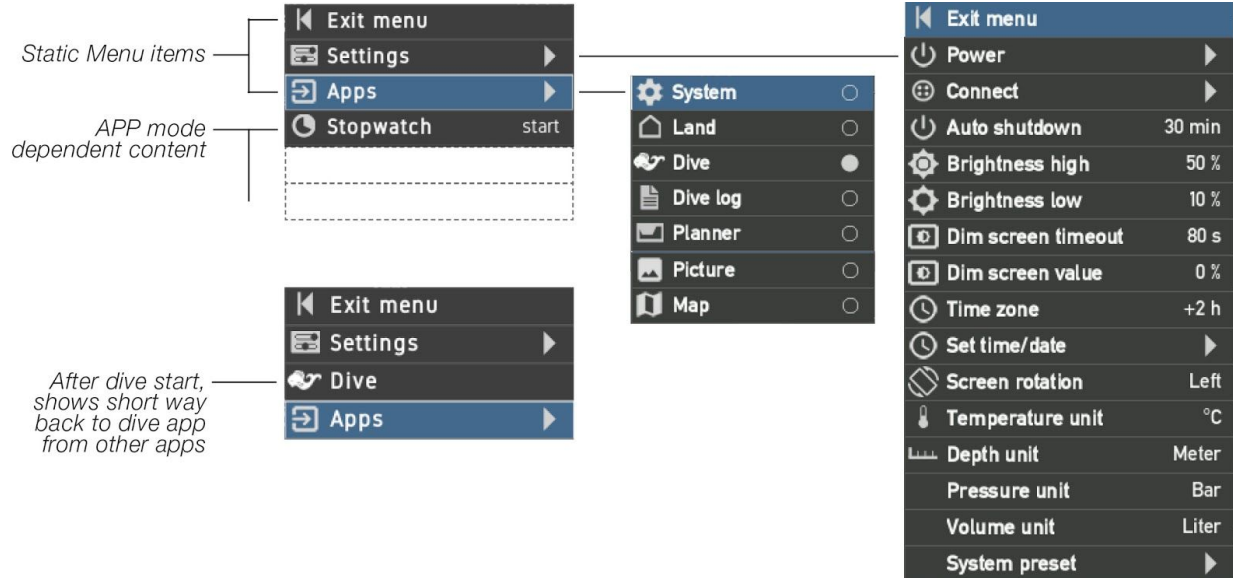 Static Menu items
APP mode
dependent content
Exit menu
Settings
Apps
Stopwatch start
System
Land
Dive
Dive log
Planner
Picture
Map
After dive start,
shows short way
back to dive app
from other apps
Exit menu
Settings
Dive
Apps
Exit menu
Power
Connect
Auto shutdown 30 min
Brightness high 50 %
Brightness low 10 %
Dim screen timeout 80 s
Dim screen value 0 %
Time zone +2 h
Set time/date
Screen rotation Left
Temperature unit °C
Depth unit Meter
Pressure unit Bar
Volume unit Liter
System preset